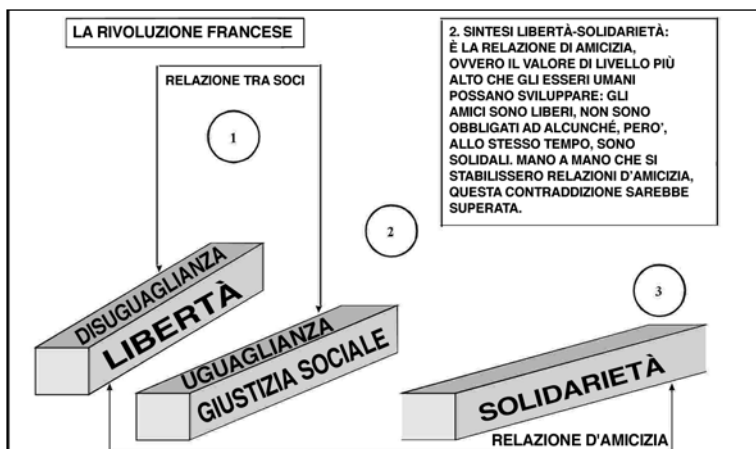 LA RIVOLUZIONE FRANCESE
RELAZIONE TRA SOCI
1
2. SINTESI LIBERTÀ-SOLIDARIETÀ:
È LA RELAZIONE DI AMICIZIA,
OVVERO IL VALORE DI LIVELLO PIÙ
ALTO CHE GLI ESSERI UMANI
POSSANO SVILUPPARE: GLI
AMICI SONO LIBERI, NON SONO
OBBLIGATI AD ALCUNCHÉ, PERO',
ALLO STESSO TEMPO, SONO
SOLIDALI. MANO A MANO CHE SI
STABILISSERO RELAZIONI D'AMICIZIA,
QUESTA CONTRADDIZIONE SAREBBE
SUPERATA.
2
3
DISUGUAGLIANZA
LIBERTÀ
UGUAGLIANZA
GIUSTIZIA SOCIALE
SOLIDARIETÀ
RELAZIONE D'AMICIZIA